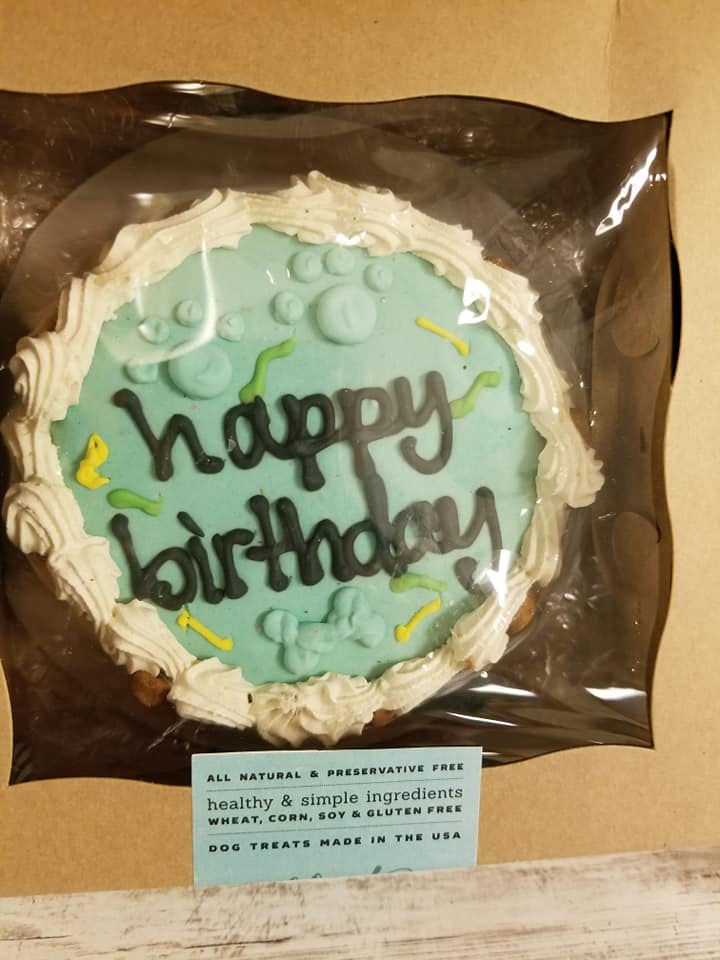 happy
birthday
ALL NATURAL & PRESERVATIVE FREE
healthy & simple ingredients
WHEAT, CORN, SOY & GLUTEN FREE
DOG TREATS MADE IN THE USA